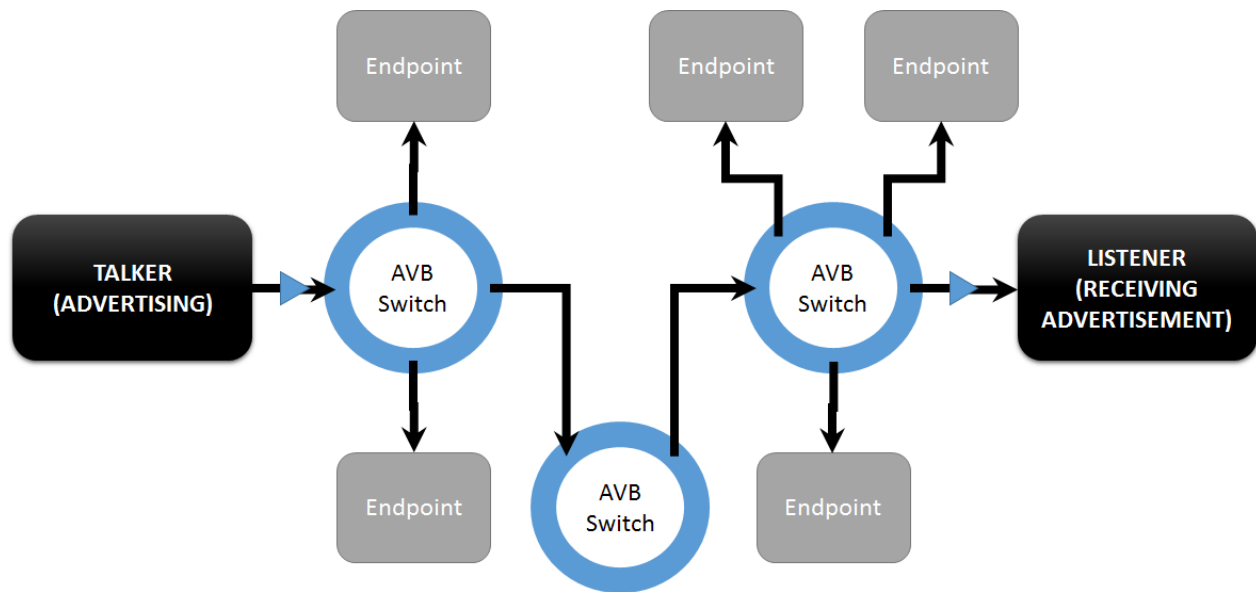 Endpoint
Endpoint
Endpoint
TALKER
(ADVERTISING)
AVB
Switch
AVB
Switch
LISTENER
(RECEIVING
ADVERTISEMENT)
Endpoint
AVB
Switch
Endpoint